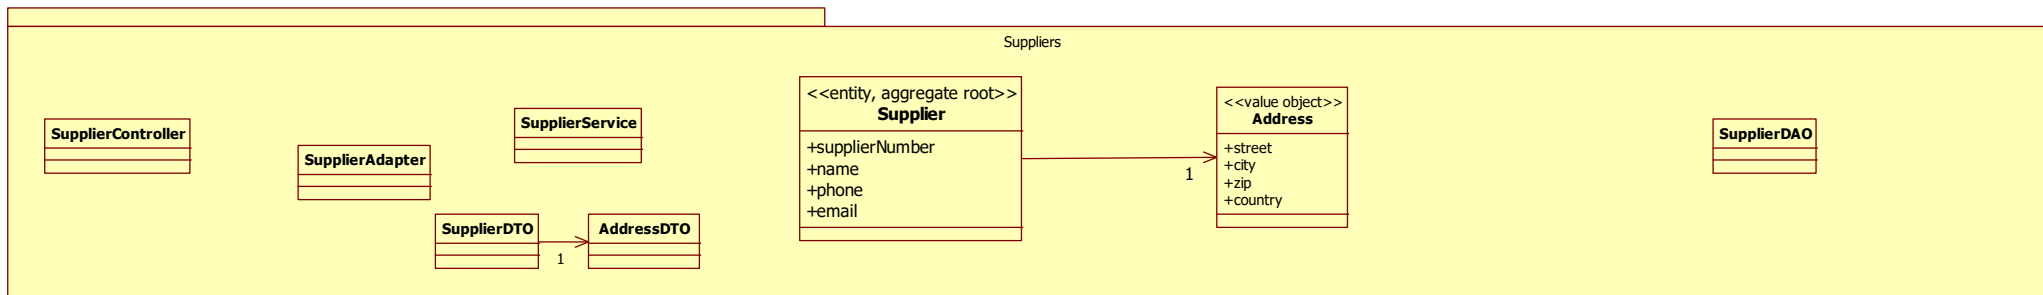 Suppliers
SupplierController
SupplierAdapter
SupplierService
SupplierDTO
1
AddressDTO
<<entity, aggregate root>>
Supplier
+supplierNumber
+name
+phone
+email
1
<<value object>>
Address
+street
+city
+zip
+country
SupplierDAO